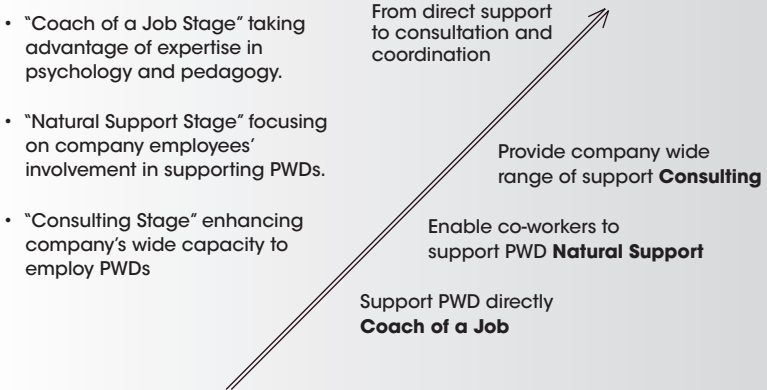 • “Coach of a Job Stage” taking
advantage of expertise in
psychology and pedagogy.
• “Natural Support Stage” focusing
on company employees’
involvement in supporting PWDs.
• “Consulting Stage” enhancing
company’s wide capacity to
employ PWDs
From direct support
to consultation and
coordination
Provide company wide
range of support Consulting
Enable co-workers to
support PWD Natural Support
Support PWD directly
Coach of a Job